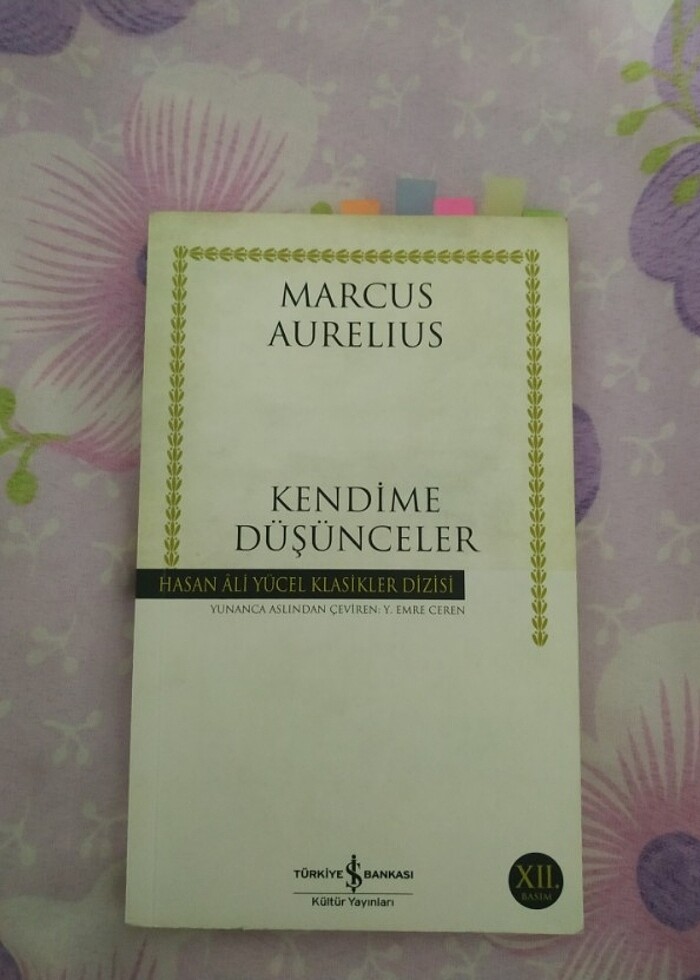 MARCUS
AURELIUS
KENDİME
DÜŞÜNCELER
HASAN ÂLİ YÜCEL KLASİKLER DİZİSİ
YUNANCA ASLINDAN ÇEVİREN: Y. EMRE CEREN
TÜRKİYE İŞ BANKASI
Kültür Yayınları
XII.
BASIM